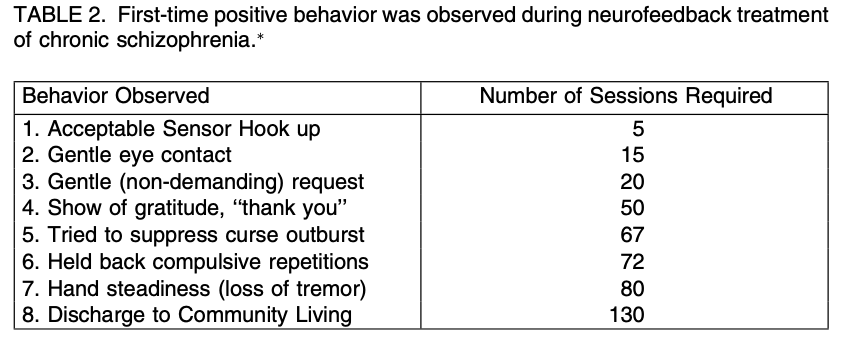 TABLE 2. First-time positive behavior was observed during neurofeedback treatment
of chronic schizophrenia.*
Behavior Observed Number of Sessions Required
1. Acceptable Sensor Hook up 5
2. Gentle eye contact 15
3. Gentle (non-demanding) request 20
4. Show of gratitude, ‘‘thank you’’ 50
5. Tried to suppress curse outburst 67
6. Held back compulsive repetitions 72
7. Hand steadiness (loss of tremor) 80
8. Discharge to Community Living 130